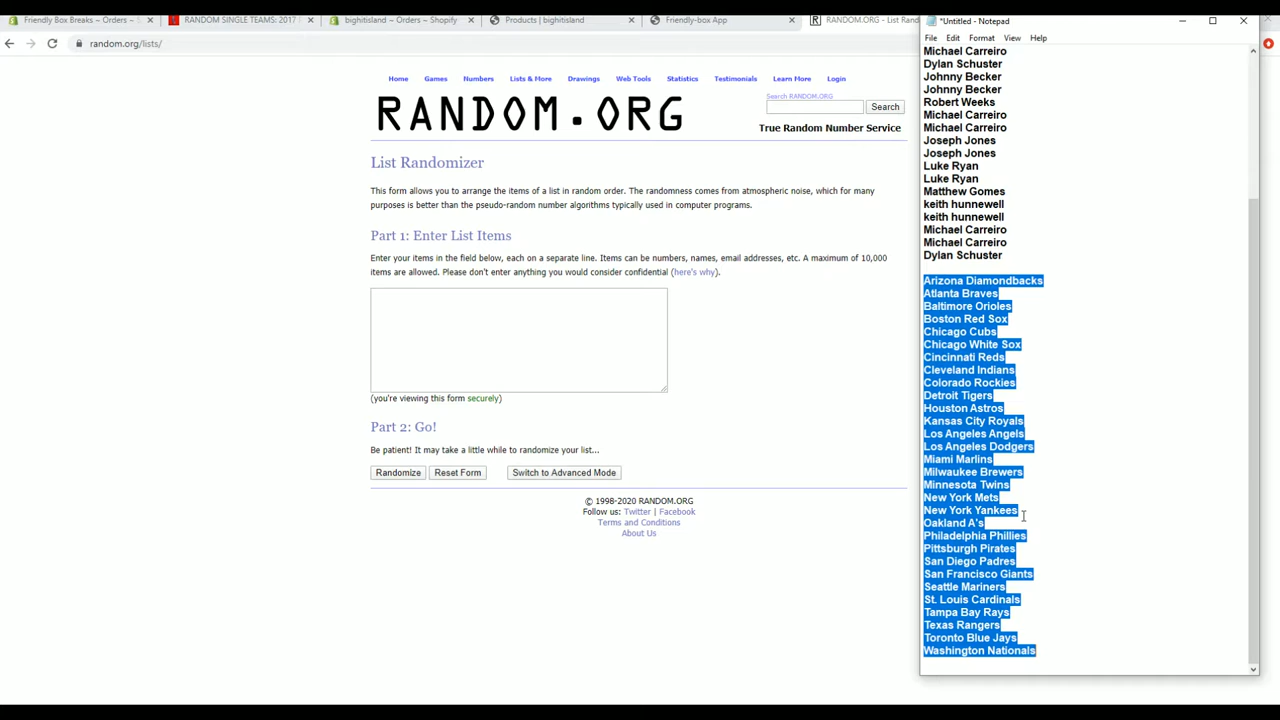 Friendly Box Breaks ~ Orders ~
RANDOM SINGLE TEAMS: 2017
bighitisland ~ Orders ~ Shopify
Products | bighitisland
Friendly-box App
RANDOM.ORG - List Ran
*Untitled - Notepad
random.org/lists/
File Edit Format View Help
Home Games Numbers Lists & More Drawings Web Tools Statistics Testimonials Learn More Login
RANDOM.ORG
Search RANDOM.ORG
Search
True Random Number Service
List Randomizer
This form allows you to arrange the items of a list in random order. The randomness comes from atmospheric noise, which for many
purposes is better than the pseudo-random number algorithms typically used in computer programs.
Part 1: Enter List Items
Enter your items in the field below, each on a separate line. Items can be numbers, names, email addresses, etc. A maximum of 10,000
items are allowed. Please don't enter anything you would consider confidential (here's why).
(you're viewing this form securely)
Part 2: Go!
Be patient! It may take a little while to randomize your list...
Randomize Reset Form Switch to Advanced Mode
© 1998-2020 RANDOM.ORG
Follow us: Twitter | Facebook
Terms and Conditions
About Us
Michael Carreiro
Dylan Schuster
Johnny Becker
Johnny Becker
Robert Weeks
Michael Carreiro
Michael Carreiro
Joseph Jones
Joseph Jones
Luke Ryan
Luke Ryan
Matthew Gomes
keith hunnewell
keith hunnewell
Michael Carreiro
Michael Carreiro
Dylan Schuster
Arizona Diamondbacks
Atlanta Braves
Baltimore Orioles
Boston Red Sox
Chicago Cubs
Chicago White Sox
Cincinnati Reds
Cleveland Indians
Colorado Rockies
Detroit Tigers
Houston Astros
Kansas City Royals
Los Angeles Angels
Los Angeles Dodgers
Miami Marlins
Milwaukee Brewers
Minnesota Twins
New York Mets
New York Yankees
Oakland A's
Philadelphia Phillies
Pittsburgh Pirates
San Diego Padres
San Francisco Giants
Seattle Mariners
St. Louis Cardinals
Tampa Bay Rays
Texas Rangers
Toronto Blue Jays
Washington Nationals